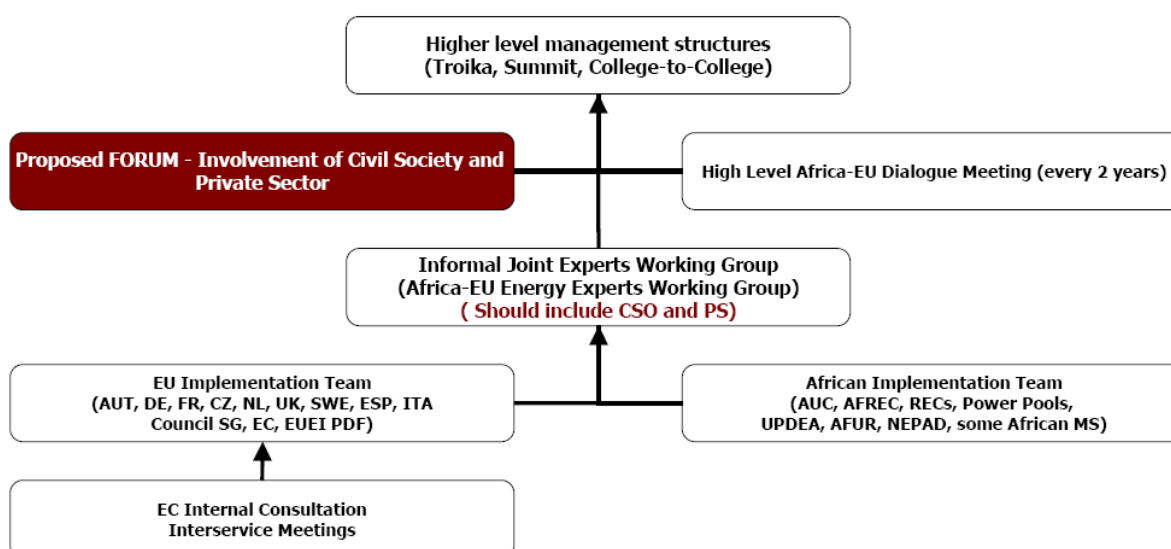 Higher level management structures
(Troika, Summit, College-to-College)
Proposed FORUM - Involvement of Civil Society and
Private Sector
High Level Africa-EU Dialogue Meeting (every 2 years)
Informal Joint Experts Working Group
(Africa-EU Energy Experts Working Group)
( Should include CSO and PS)
EU Implementation Team
(AUT, DE, FR, CZ, NL, UK, SWE, ESP, ITA
Council SG, EC, EUEI PDF)
African Implementation Team
(AUC, AFREC, RECs, Power Pools,
UPDEA, AFUR, NEPAD, some African MS)
EC Internal Consultation
Interservice Meetings